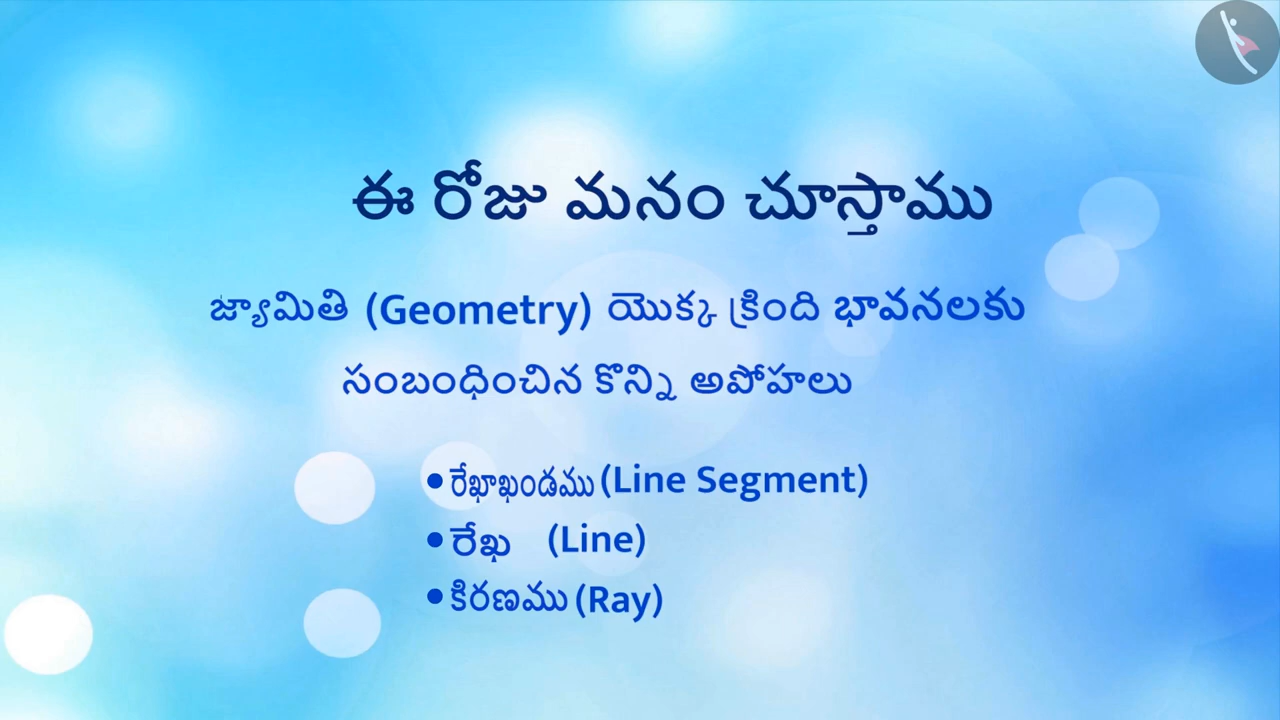 ఈ రోజు మనం చూస్తాము
జ్యామితి (Geometry) యొక్క క్రింది భావనలకు
సంబంధించిన కొన్ని అపోహలు
• రేఖాఖండము (Line Segment)
• రేఖ (Line)
• కిరణము (Ray)